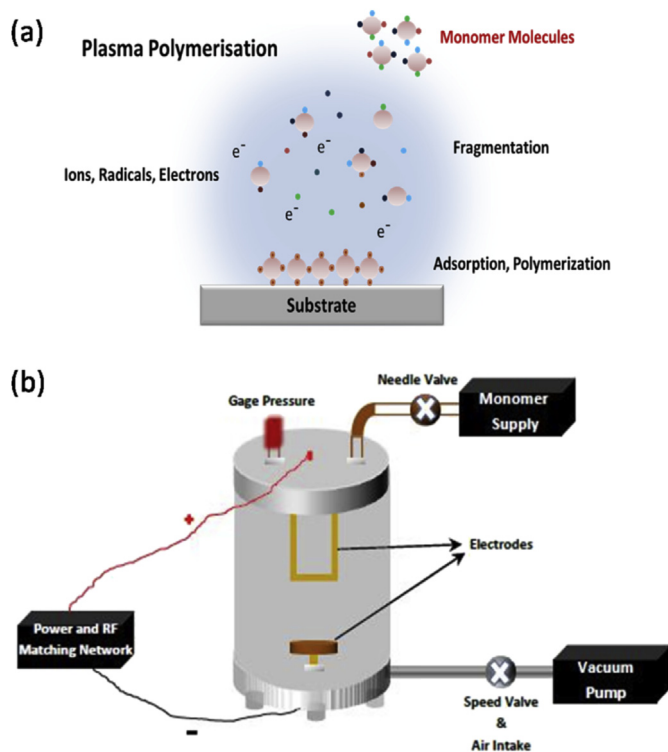 (a)
Plasma Polymerisation
Monomer Molecules
e-
e-
Fragmentation
Ions, Radicals, Electrons
e-
e-
Adsorption, Polymerization
Substrate
(b)
Needle Valve
Gage Pressure
Monomer
Supply
+
Electrodes
Power and RF
Matching Network
Vacuum
Pump
Speed Valve
&
Air Intake
-